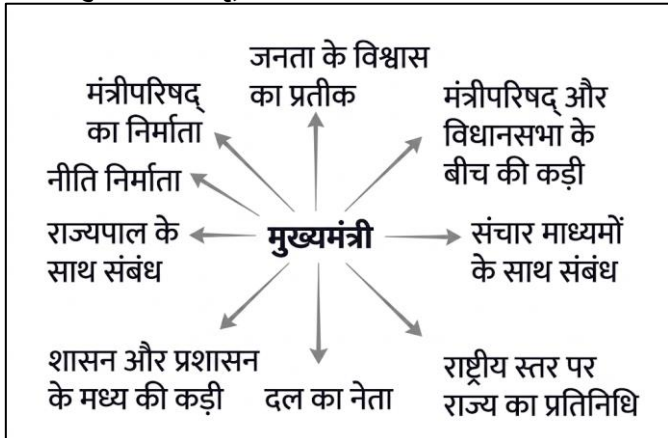 जनता के विश्वास
का प्रतीक
मंत्रीपरिषद्
का निर्माता
मंत्रीपरिषद् और
विधानसभा के
बीच की कड़ी
नीति निर्माता
राज्यपाल के
साथ संबंध
मुख्यमंत्री
संचार माध्यमों
के साथ संबंध
शासन और प्रशासन
के मध्य की कड़ी
दल का नेता
राष्ट्रीय स्तर पर
राज्य का प्रतिनिधि